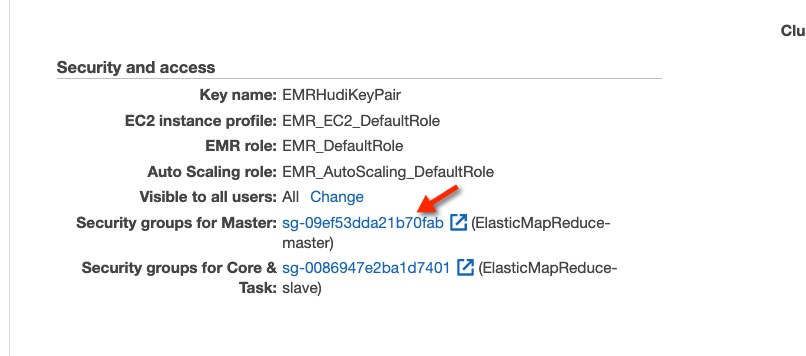 Clu
Security and access
Key name: EMRHudiKeyPair
EC2 instance profile: EMR_EC2_DefaultRole
EMR role: EMR_DefaultRole
Auto Scaling role: EMR_AutoScaling_DefaultRole
Visible to all users: All Change
Security groups for Master: sg-09ef53dda21b70fab (ElasticMapReduce-
master)
Security groups for Core & sg-0086947e2ba1d7401 (ElasticMapReduce-
Task: slave)